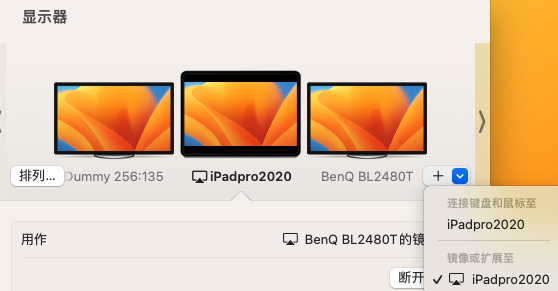 显示器
排列... Dummy 256:135 iPadpro2020 BenQ BL2480T
连接键盘和鼠标至
iPadpro2020
用作 BenQ BL2480T的镜
镜像或扩展至
断开 ✓ iPadpro2020